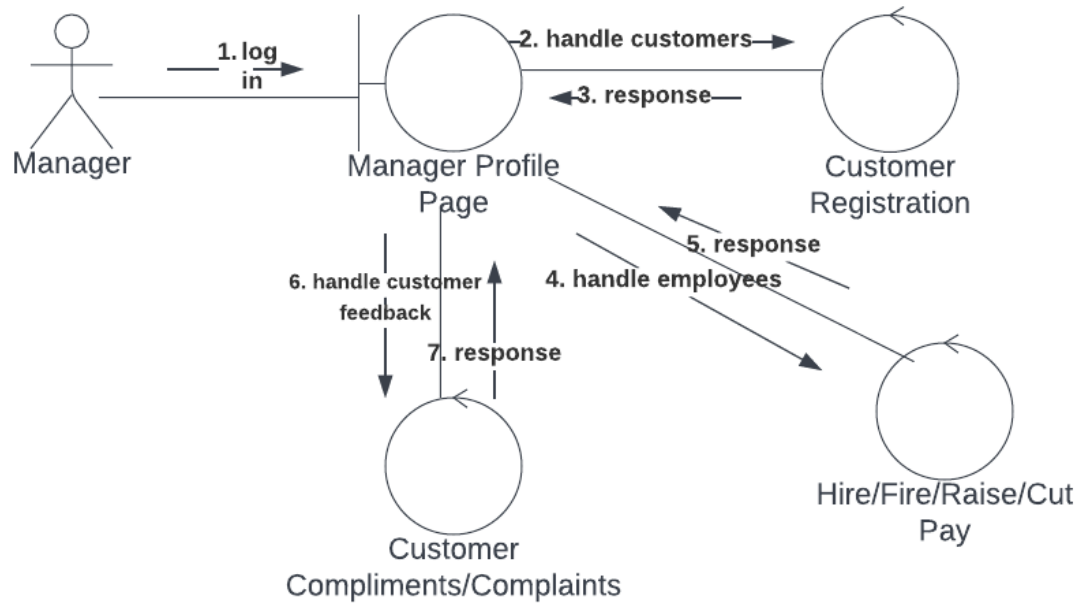 1. log
in
2. handle customers
3. response
Manager
Manager Profile
Page
Customer
Registration
5. response
4. handle employees
6. handle customer
feedback
7. response
Hire/Fire/Raise/Cut
Pay
Customer
Compliments/Complaints